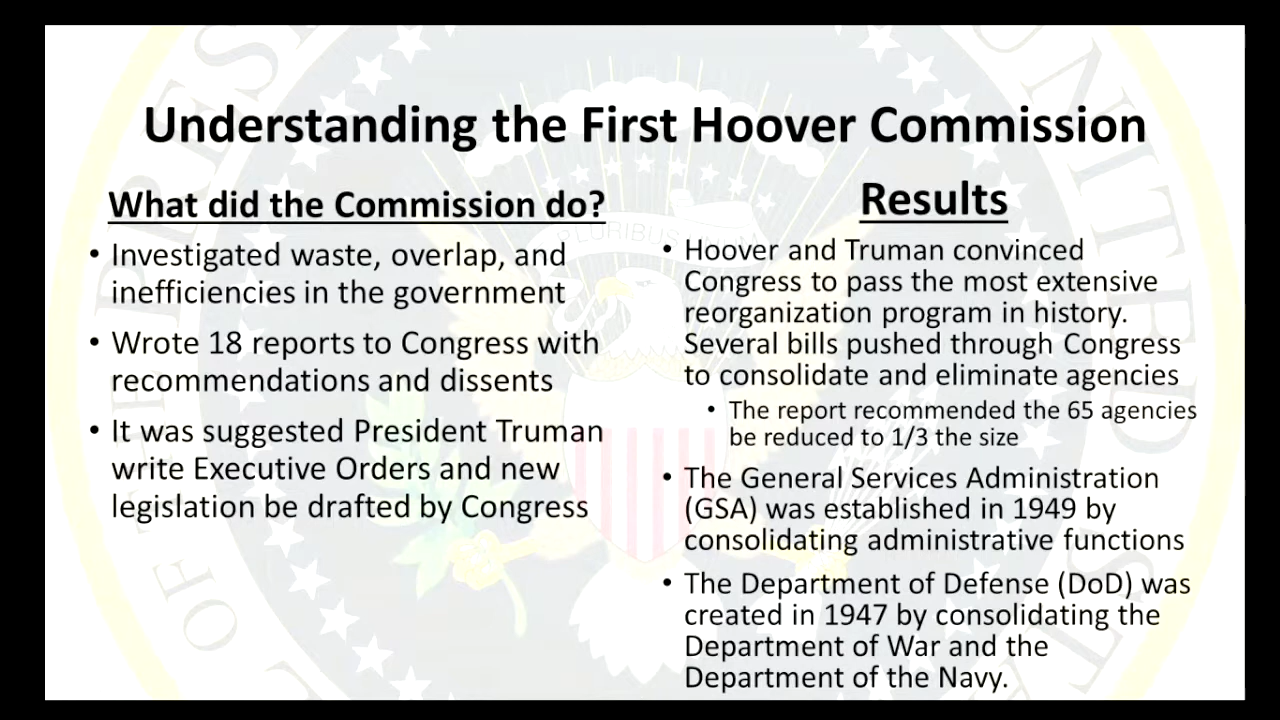 Understanding the First Hoover Commission
What did the Commission do?
• Investigated waste, overlap, and
inefficiencies in the government
• Wrote 18 reports to Congress with
recommendations and dissents
• It was suggested President Truman
write Executive Orders and new
legislation be drafted by Congress
Results
• Hoover and Truman convinced
Congress to pass the most extensive
reorganization program in history.
Several bills pushed through Congress
to consolidate and eliminate agencies
• The report recommended the 65 agencies
be reduced to 1/3 the size
• The General Services Administration
(GSA) was established in 1949 by
consolidating administrative functions
• The Department of Defense (DoD) was
created in 1947 by consolidating the
Department of War and the
Department of the Navy.